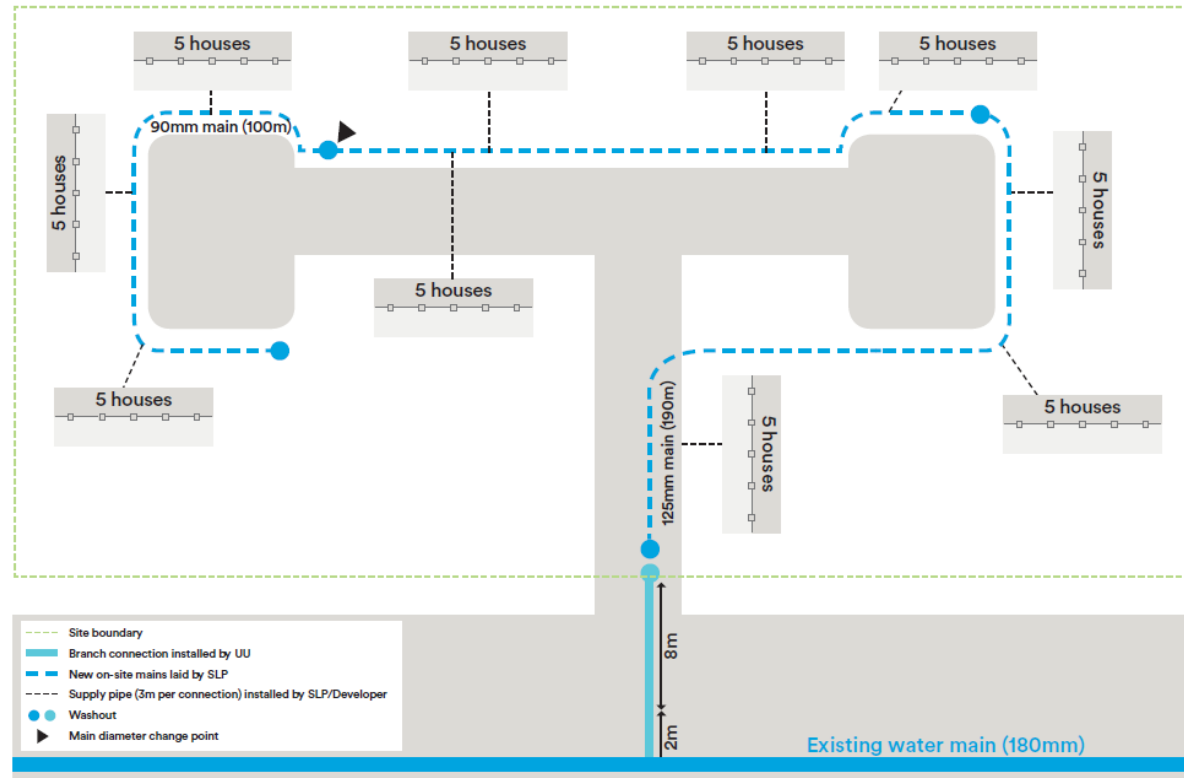 5 houses
5 houses
5 houses
5 houses
90mm main (100m)
5 houses
5 houses
5 houses
5 houses
5 houses
5 houses
125mm main (190m)
8m
2m
Site boundary
Branch connection installed by UU
New on-site mains laid by SLP
Supply pipe (3m per connection) installed by SLP/Developer
Washout
Main diameter change point
Existing water main (180mm)